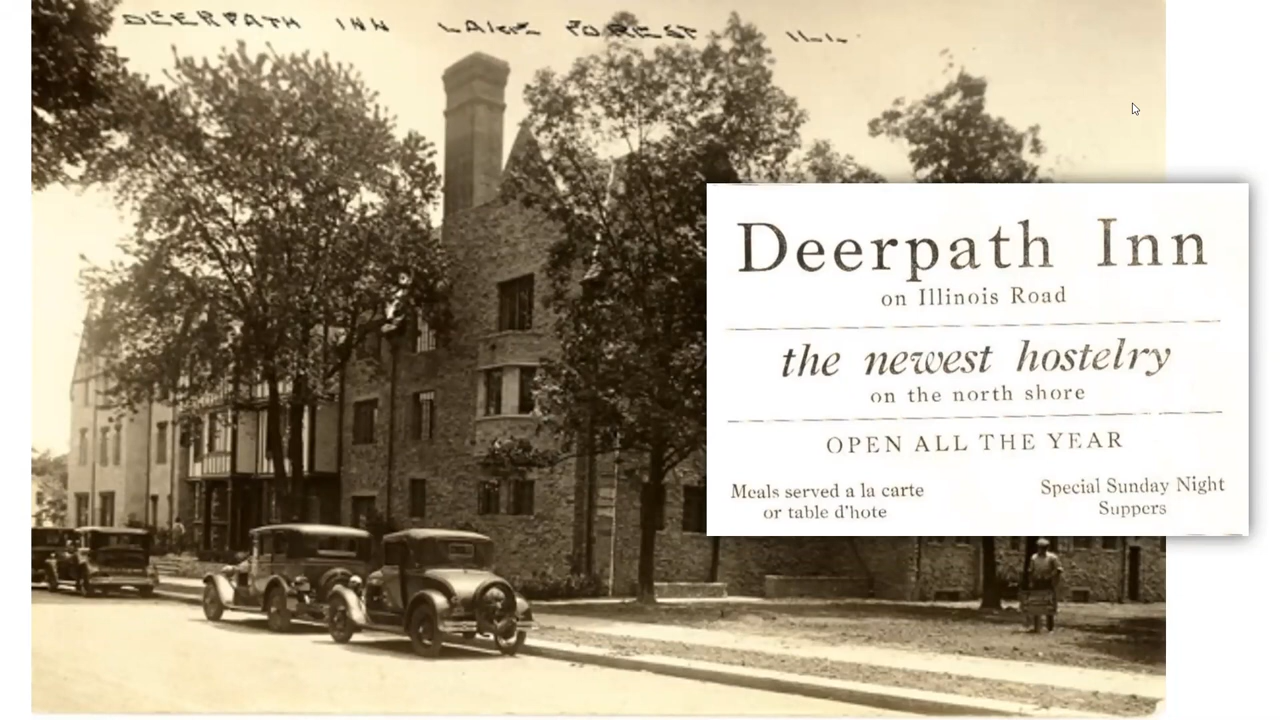 DEERPATH INN LAKE FOREST ILL.
Deerpath Inn
on Illinois Road
the newest hostelry
on the north shore
OPEN ALL THE YEAR
Meals served a la carte
or table d'hote
Special Sunday Night
Suppers